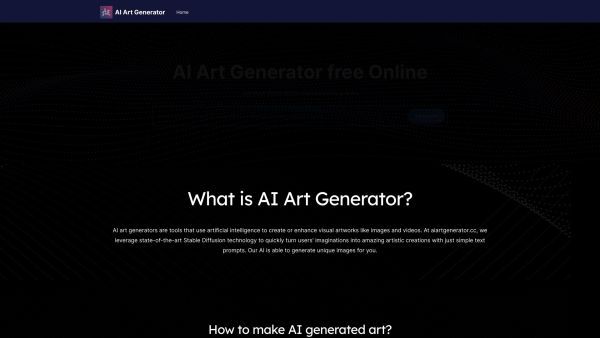 AI Art Generator
Home
AI Art Generator free Online
What is AI Art Generator?
AI art generators are tools that use artificial intelligence to create or enhance visual artworks like images and videos. At aiartgenerator.cc, we
leverage state-of-the-art Stable Diffusion technology to quickly turn users' imaginations into amazing artistic creations with just simple text
prompts. Our AI is able to generate unique images for you.
How to make AI generated art?